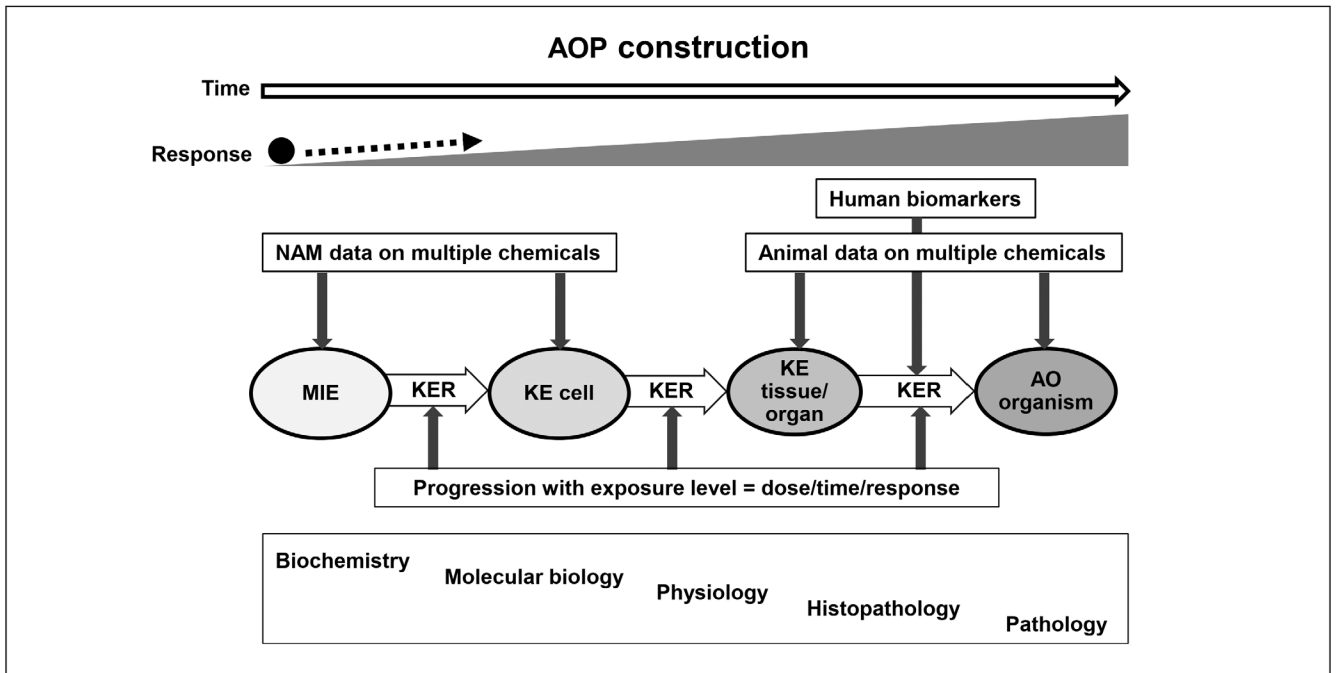 AOP construction
Time
Response
Human biomarkers
NAM data on multiple chemicals
Animal data on multiple chemicals
MIE
KER
KE cell
KER
KE
tissue/
organ
KER
AO
organism
Progression with exposure level = dose/time/response
Biochemistry
Molecular biology
Physiology
Histopathology
Pathology